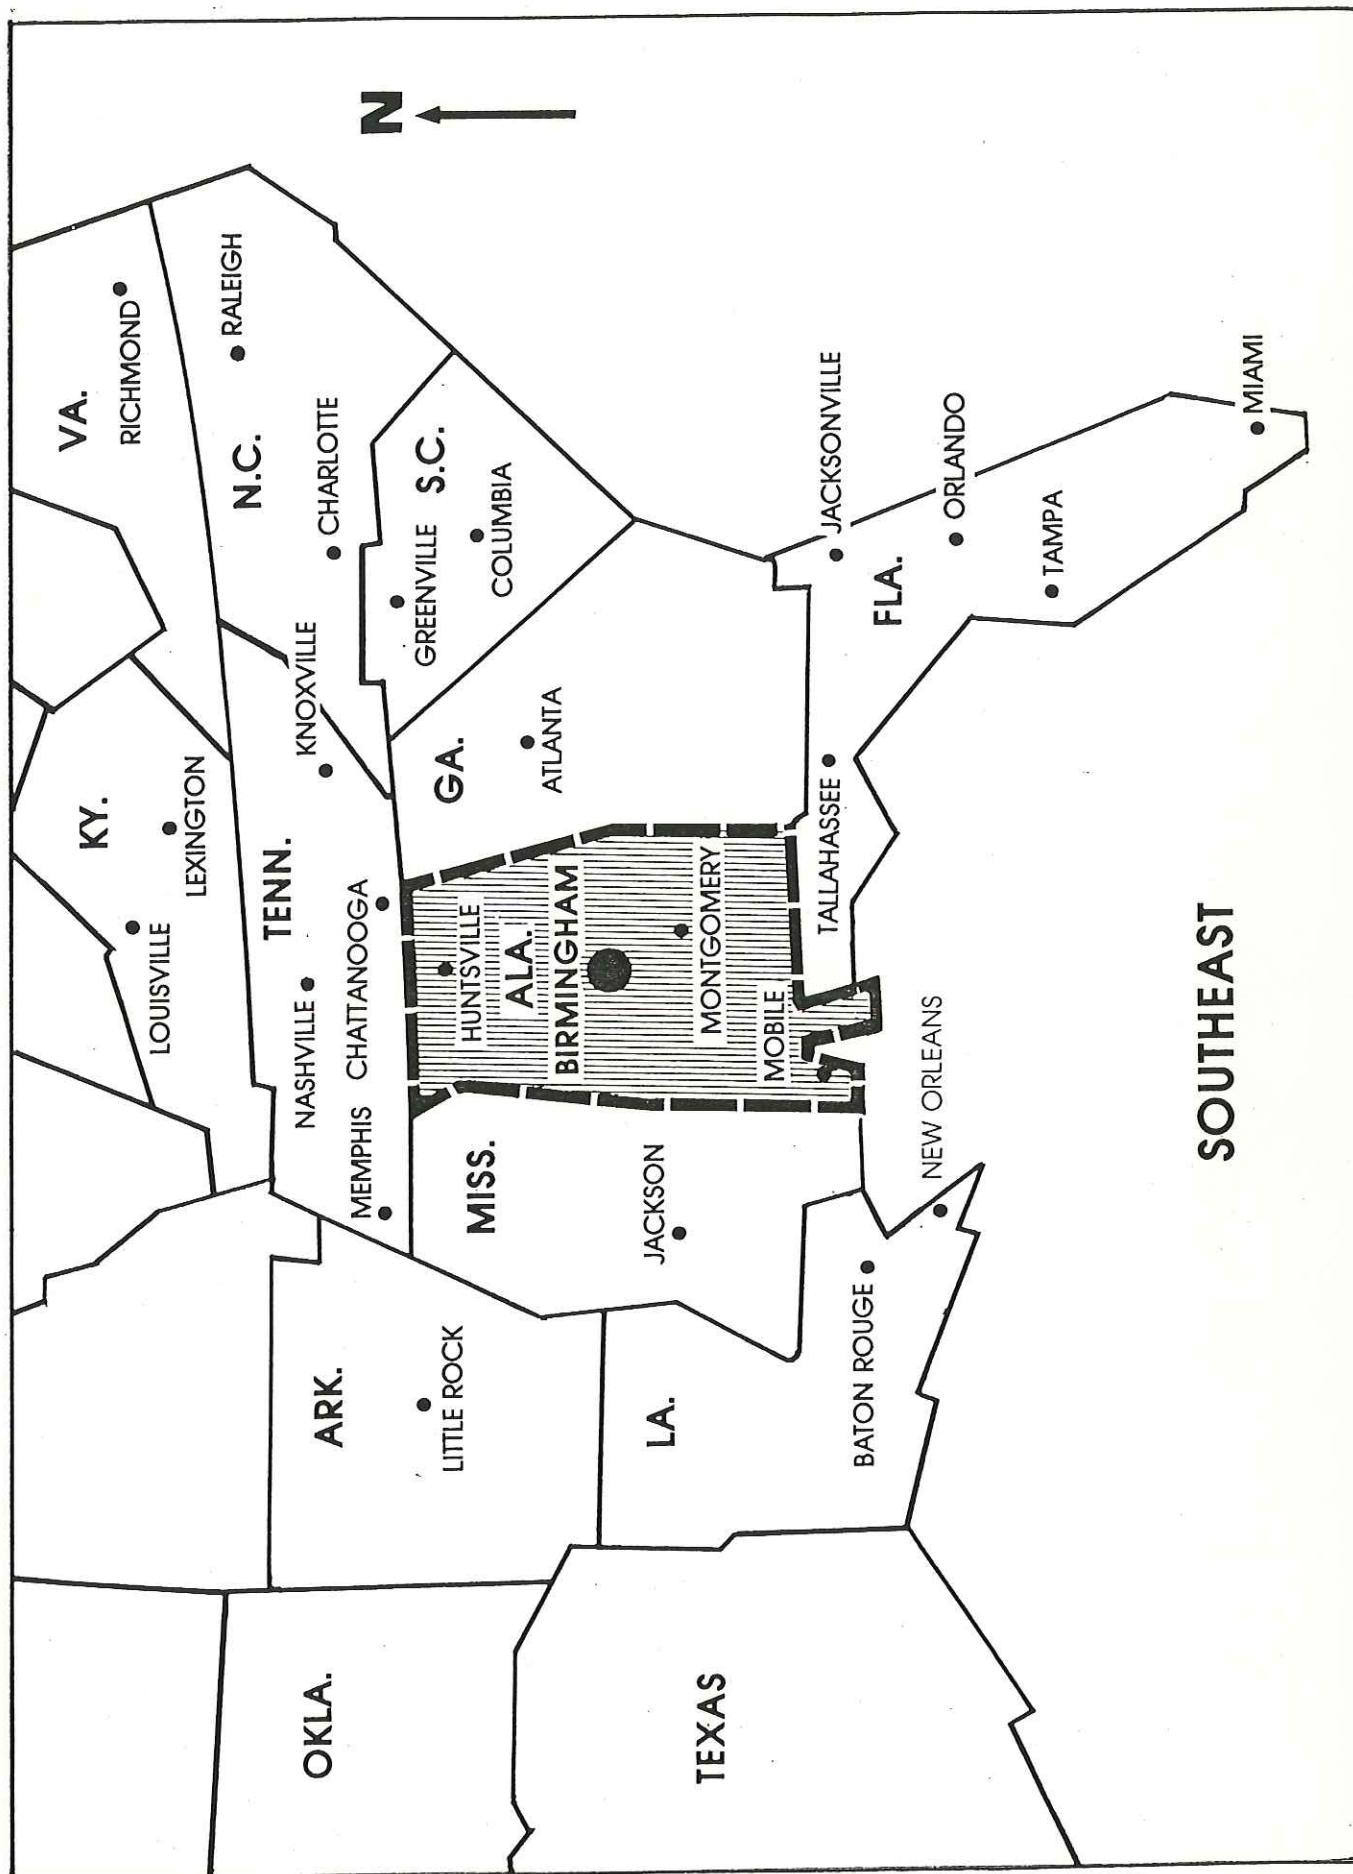 N
VA.
RICHMOND
RALEIGH
N.C.
CHARLOTTE
KY.
LEXINGTON
LOUISVILLE
KNOXVILLE
TENN.
NASHVILLE
CHATTANOOGA
MEMPHIS
GREENVILLE
S.C.
COLUMBIA
GA.
ATLANTA
HUNTSVILLE
ALA.
BIRMINGHAM
MONTGOMERY
MOBILE
MISS.
JACKSON
OKLA.
ARK.
LITTLE ROCK
TEXAS
LA.
BATON ROUGE
NEW ORLEANS
TALLAHASSEE
JACKSONVILLE
FLA.
ORLANDO
TAMPA
MIAMI
SOUTHEAST